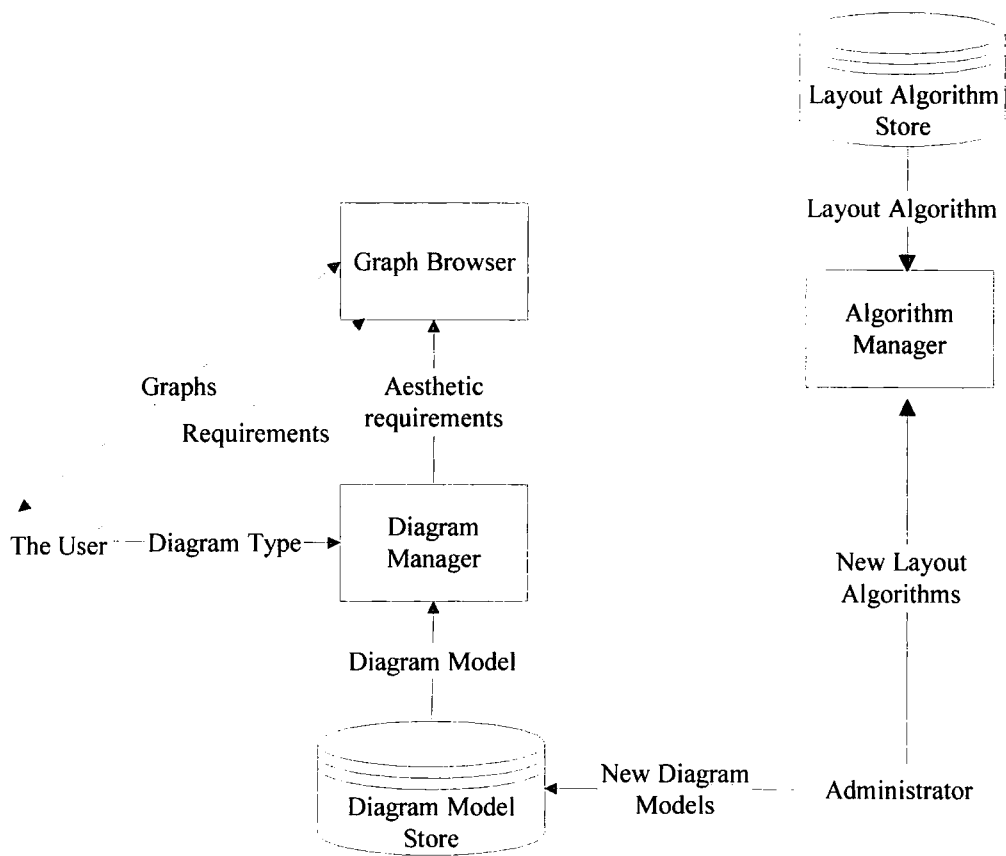 Layout Algorithm
Store
Layout Algorithm
Graph Browser
Algorithm
Manager
Graphs
Requirements
Aesthetic
requirements
The User
Diagram Type
Diagram
Manager
New Layout
Algorithms
Diagram Model
Diagram Model
Store
New Diagram
Models
Administrator